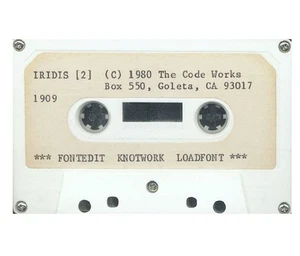 IRIDIS [2] (C) 1980 The Code Works
Box 550, Goleta, CA 93017
1909
*** FONTEDIT KNOTWORK LOADFONT ***